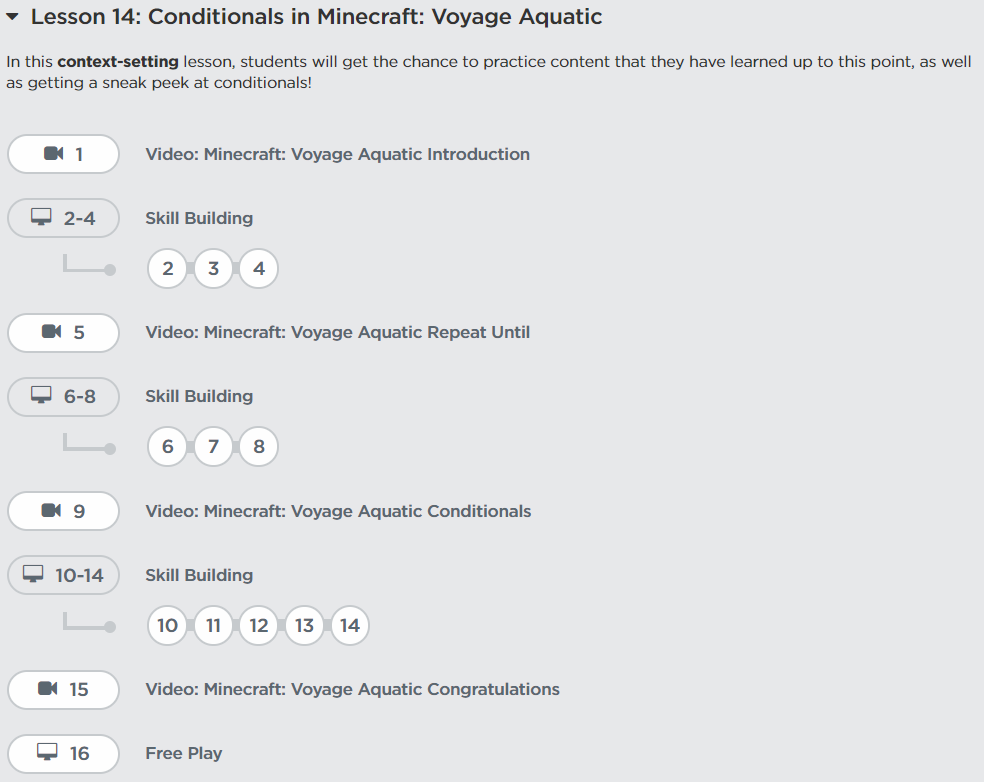 Lesson 14: Conditionals in Minecraft: Voyage Aquatic
In this context-setting lesson, students will get the chance to practice content that they have learned up to this point, as well
as getting a sneak peek at conditionals!
1 Video: Minecraft: Voyage Aquatic Introduction
2-4 Skill Building
2 3 4
5 Video: Minecraft: Voyage Aquatic Repeat Until
6-8 Skill Building
6 7 8
9 Video: Minecraft: Voyage Aquatic Conditionals
10-14 Skill Building
10 11 12 13 14
15 Video: Minecraft: Voyage Aquatic Congratulations
16 Free Play